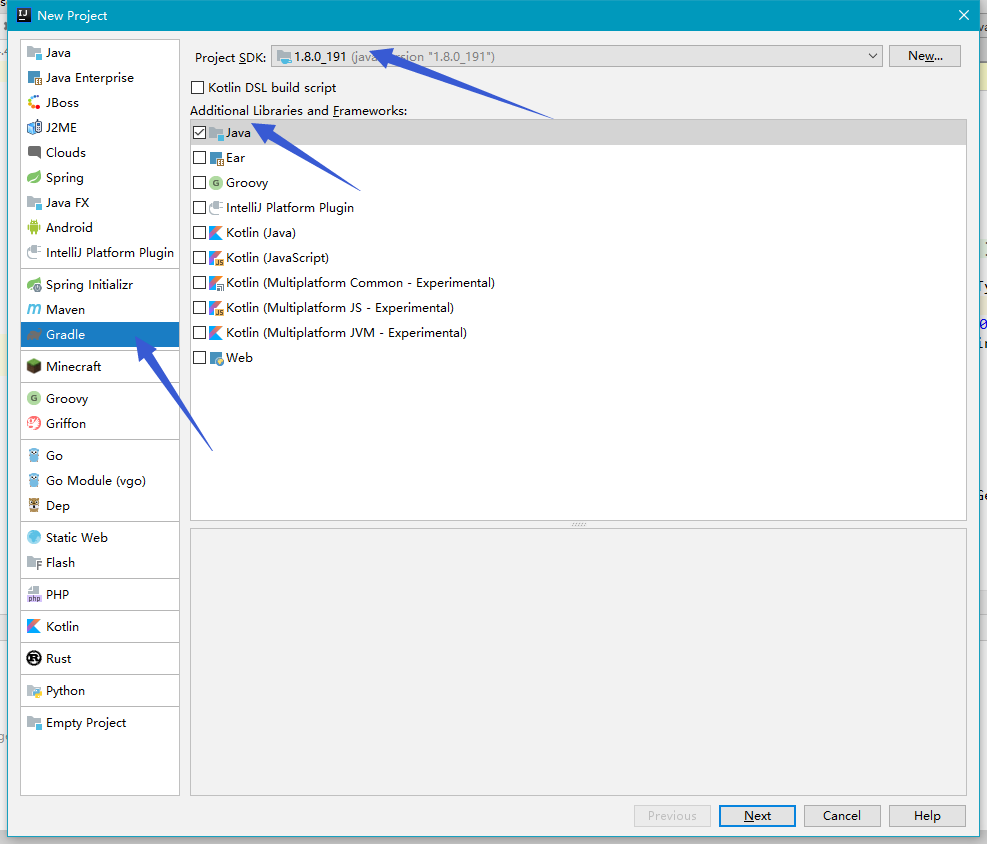 New Project
Java
Java Enterprise
JBoss
J2ME
Clouds
Spring
Java FX
Android
IntelliJ Platform Plugin
Spring Initializr
Maven
Gradle
Minecraft
Groovy
Griffon
Go
Go Module (vgo)
Dep
Static Web
Flash
PHP
Kotlin
Rust
Python
Empty Project
Project SDK: 1.8.0_191 (java version "1.8.0_191") New...
Kotlin DSL build script
Additional Libraries and Frameworks:
Java
Ear
Groovy
IntelliJ Platform Plugin
Kotlin (Java)
Kotlin (JavaScript)
Kotlin (Multiplatform Common - Experimental)
Kotlin (Multiplatform JS - Experimental)
Kotlin (Multiplatform JVM - Experimental)
Web
Previous Next Cancel Help